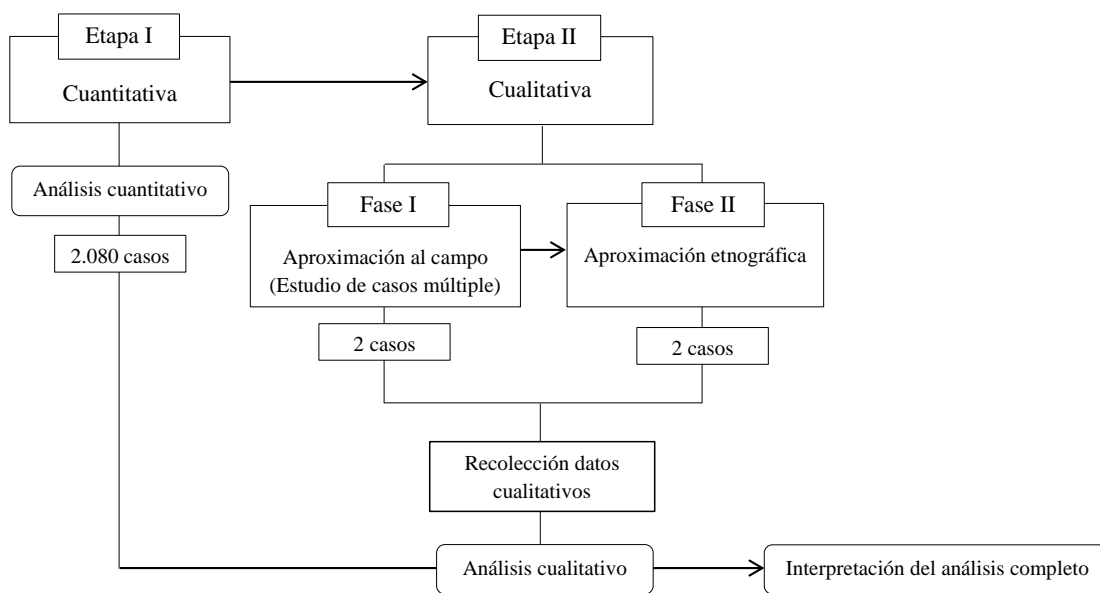 Etapa I
Cuantitativa
Etapa II
Cualitativa
Análisis cuantitativo
2.080 casos
Fase I
Aproximación al campo
(Estudio de casos múltiple)
2 casos
Fase II
Aproximación etnográfica
2 casos
Recolección datos
cualitativos
Análisis cualitativo
Interpretación del análisis completo